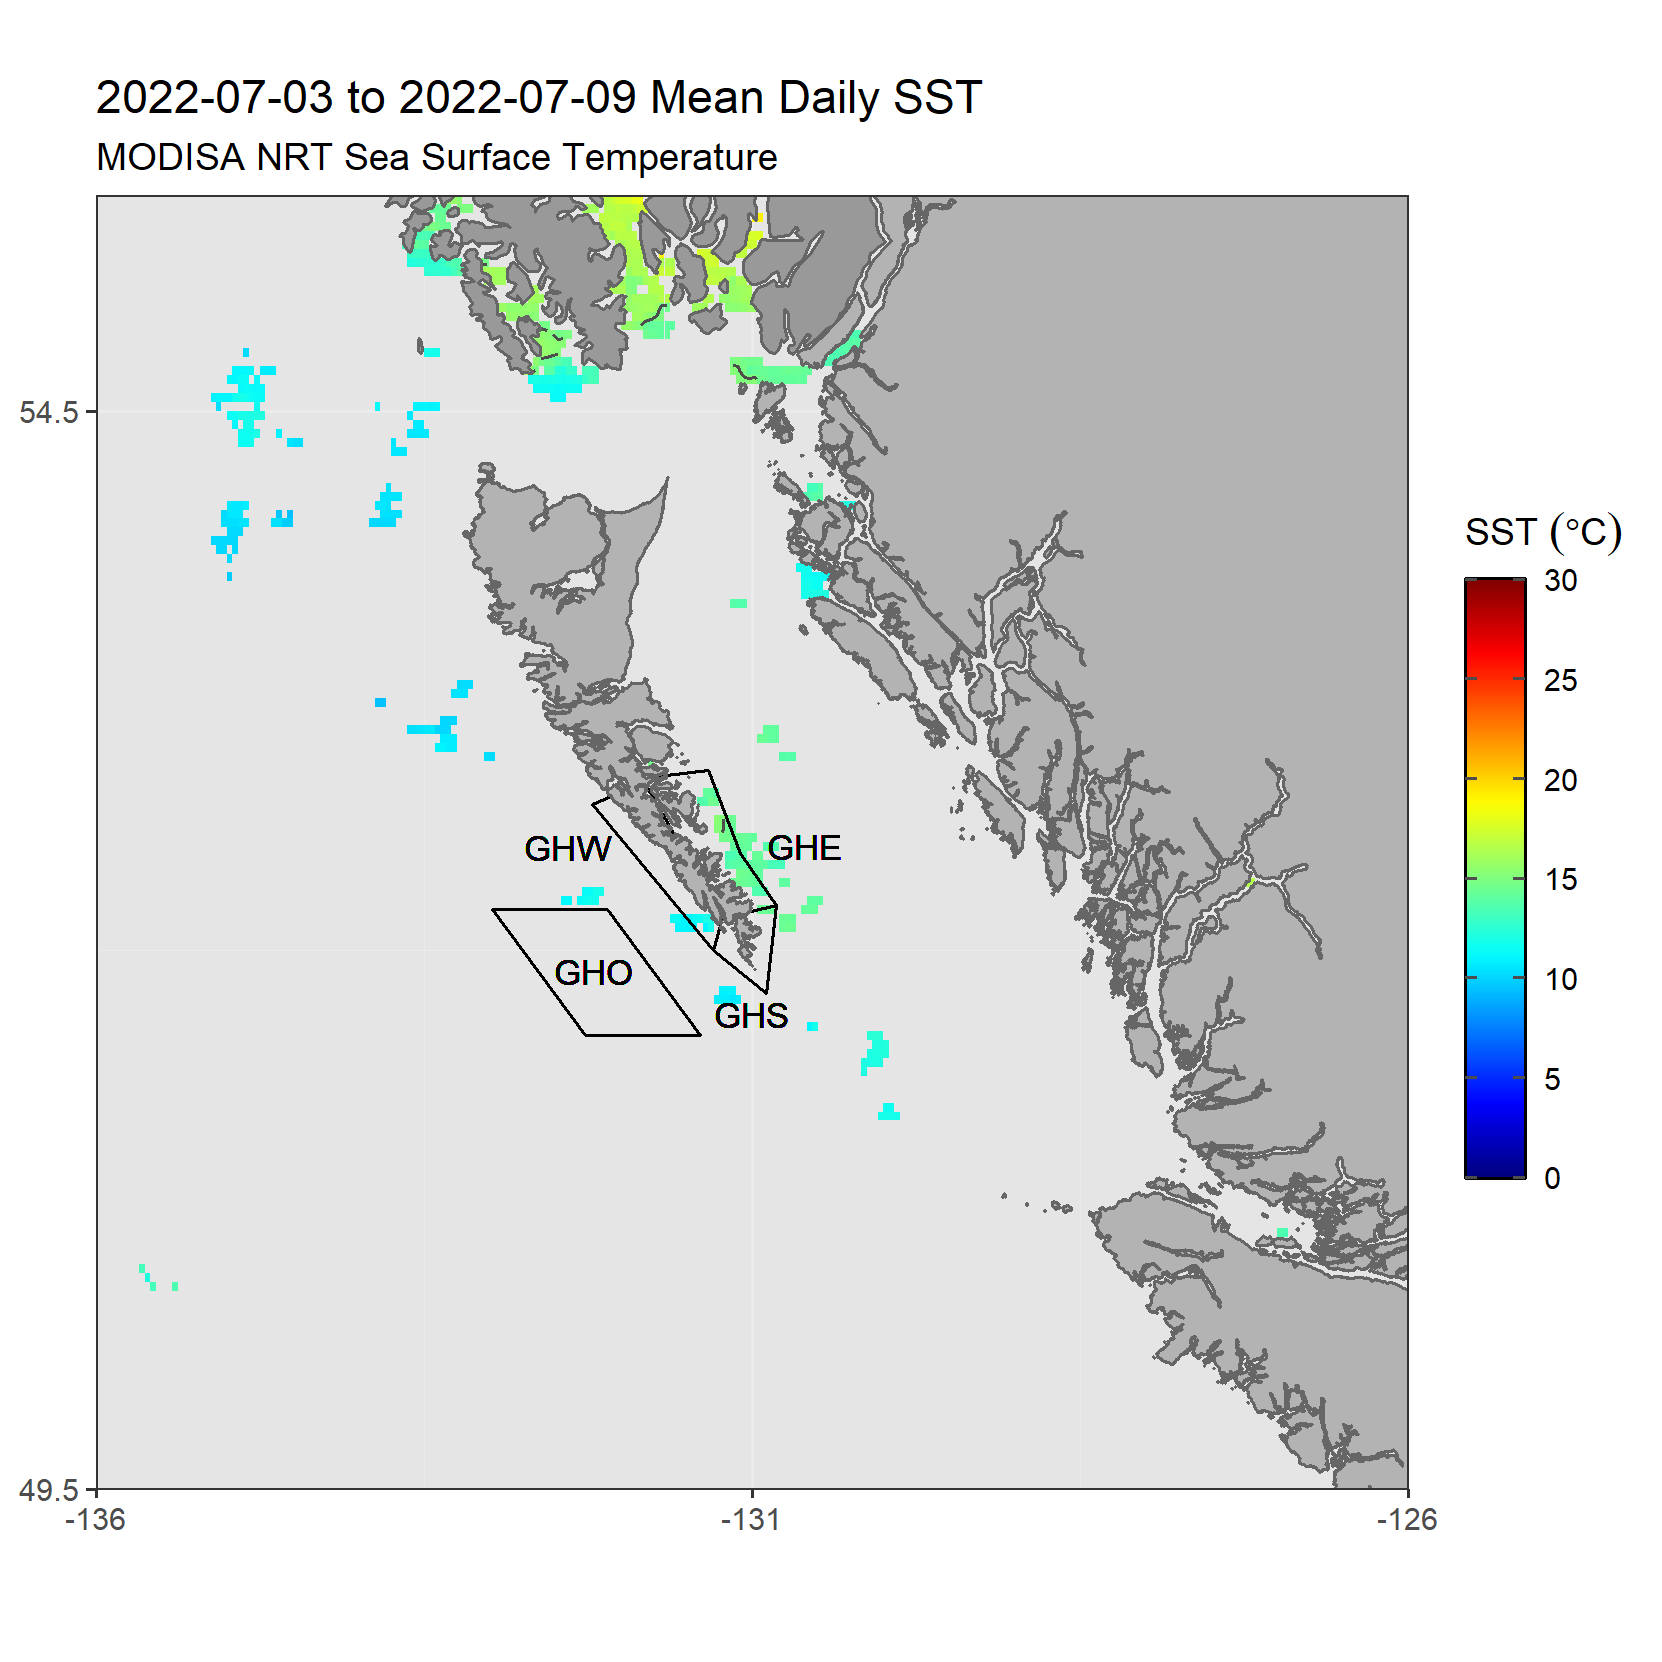 2022-07-03 to 2022-07-09 Mean Daily SST
MODISA NRT Sea Surface Temperature
54.5
49.5
-136
-131
-126
GHW
GHE
GHO
GHS
SST (°C)
30
25
20
15
10
5
0